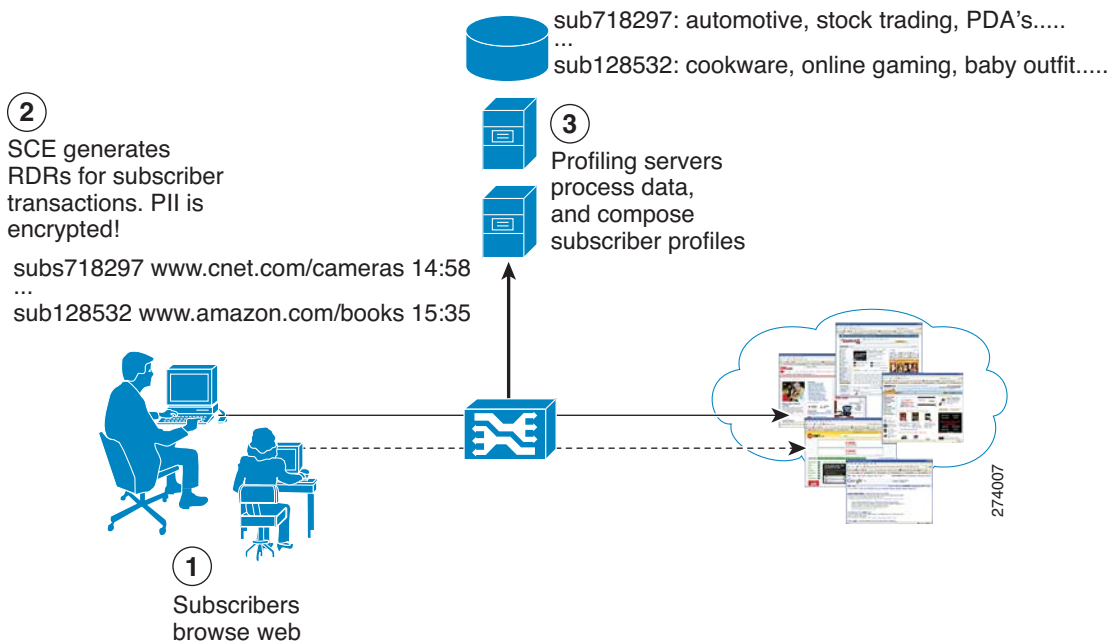 sub718297: automotive, stock trading, PDA's.....
...
sub128532: cookware, online gaming, baby outfit.....
2
SCE generates
RDRs for subscriber
transactions. PII is
encrypted!
subs718297 www.cnet.com/cameras 14:58
...
sub128532 www.amazon.com/books 15:35
3
Profiling servers
process data,
and compose
subscriber profiles
1
Subscribers
browse web
274007